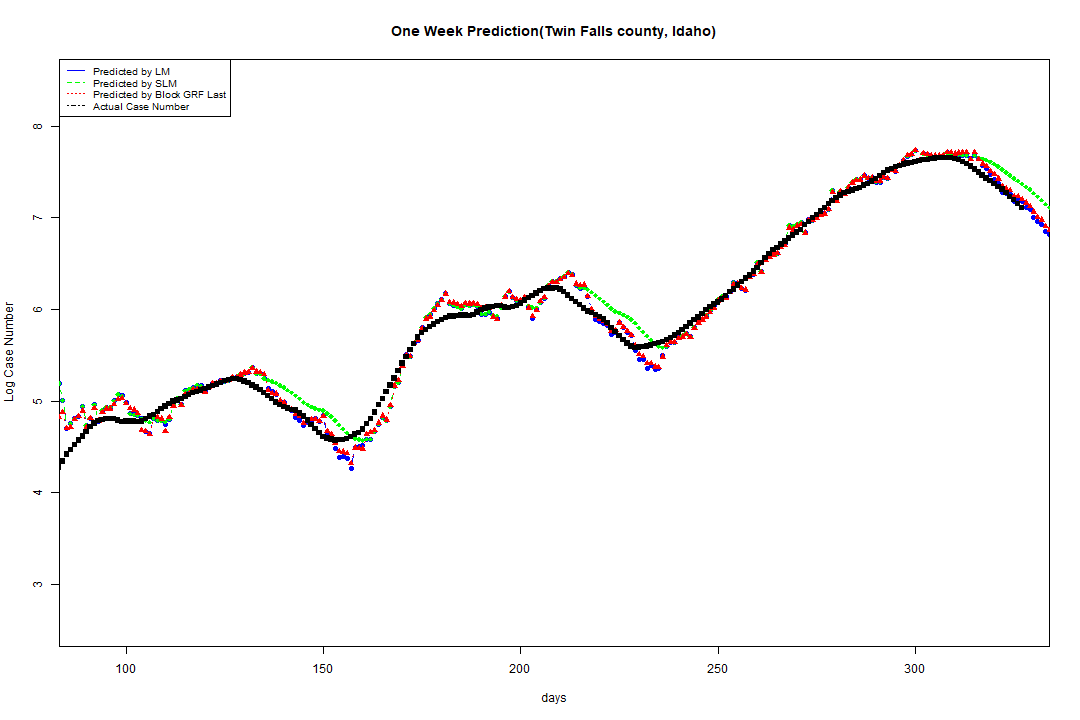 One Week Prediction(Twin Falls county, Idaho)
Predicted by LM
Predicted by SLM
Predicted by Block GRF Last
Actual Case Number
8
7
6
5
4
3
Log Case Number
100 150 200 250 300
days